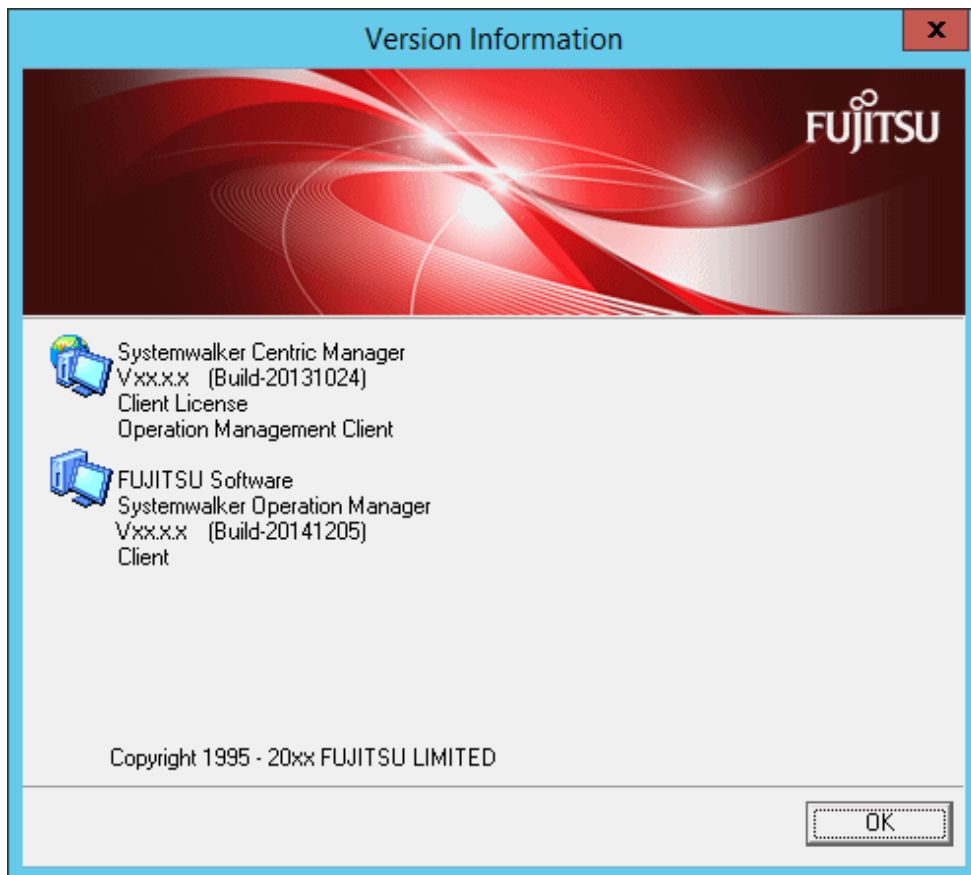 Version Information
x
FUJITSU
Systemwalker Centric Manager
Vxx.x.x (Build-20131024)
Client License
Operation Management Client
FUJITSU Software
Systemwalker Operation Manager
Vxx.x.x (Build-20141205)
Client
Copyright 1995 - 20xx FUJITSU LIMITED
OK